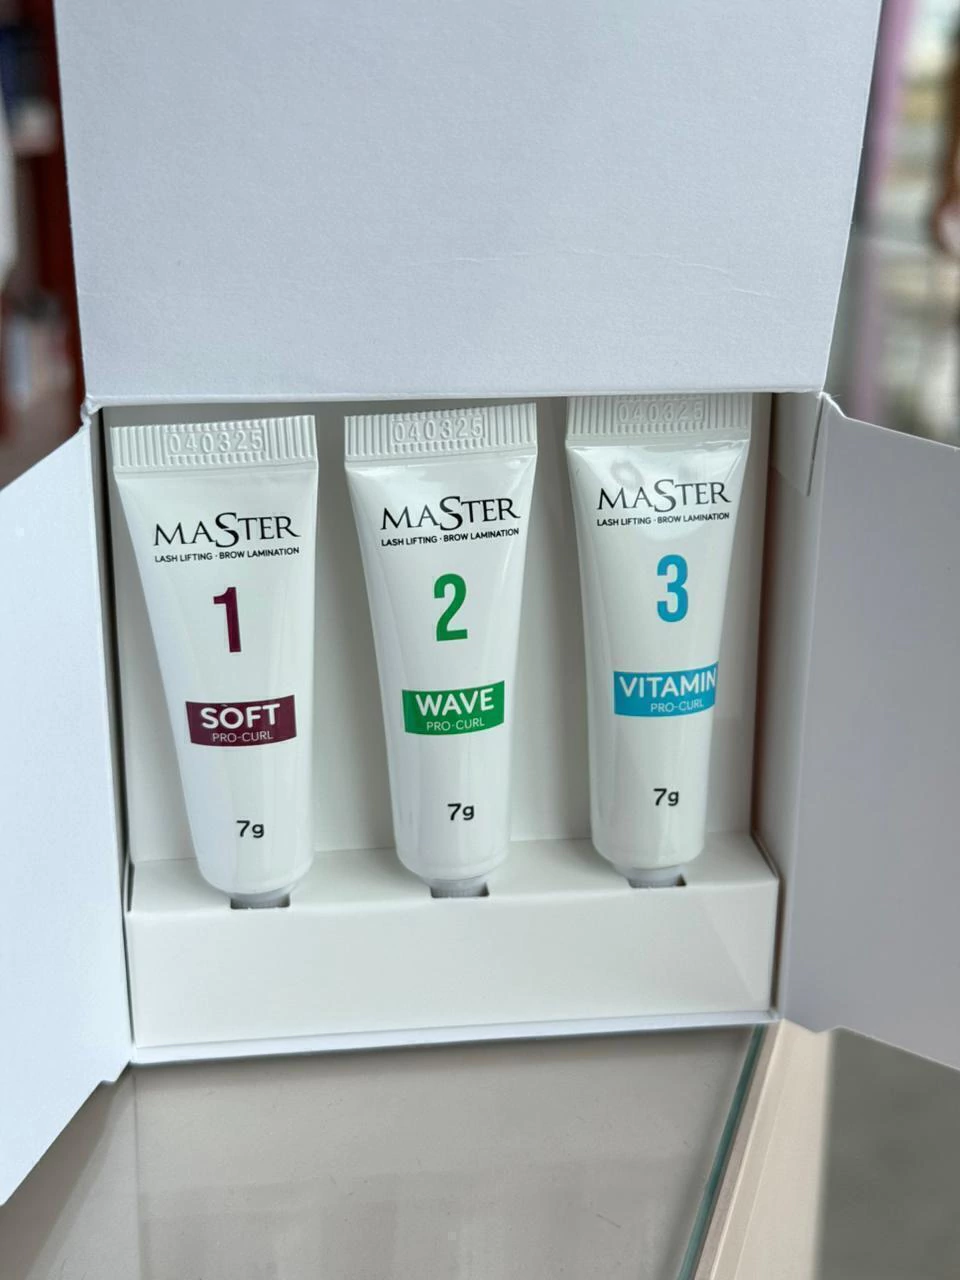 040325
MASTER
LASH LIFTING · BROW LAMINATION
1
SOFT
PRO-CURL
7g
040325
MASTER
LASH LIFTING · BROW LAMINATION
2
WAVE
PRO-CURL
7g
040325
MASTER
LASH LIFTING · BROW LAMINATION
3
VITAMIN
PRO-CURL
7g